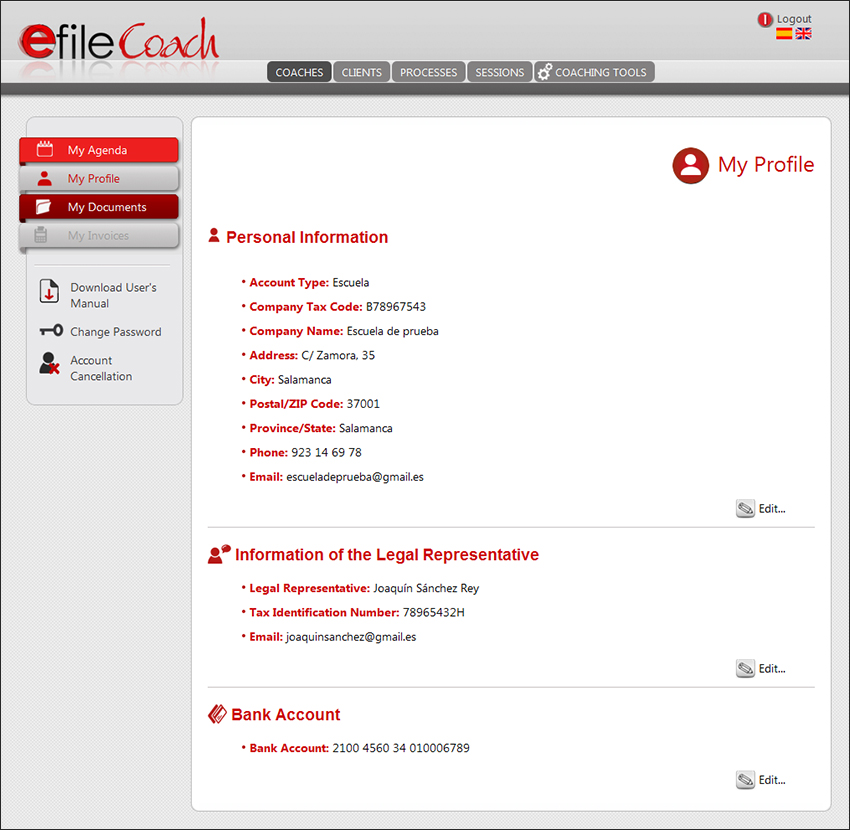 efileCoach
Logout
COACHES
CLIENTS
PROCESSES
SESSIONS
COACHING TOOLS
My Agenda
My Profile
My Documents
My Invoices
Download User's
Manual
Change Password
Account
Cancellation
My Profile
Personal Information
• Account Type: Escuela
• Company Tax Code: B78967543
• Company Name: Escuela de prueba
• Address: C/ Zamora, 35
• City: Salamanca
• Postal/ZIP Code: 37001
• Province/State: Salamanca
• Phone: 923 14 69 78
• Email: escueladeprueba@gmail.es
Edit...
Information of the Legal Representative
• Legal Representative: Joaquín Sánchez Rey
• Tax Identification Number: 78965432H
• Email: joaquinsanchez@gmail.es
Edit...
Bank Account
• Bank Account: 2100 4560 34 010006789
Edit...